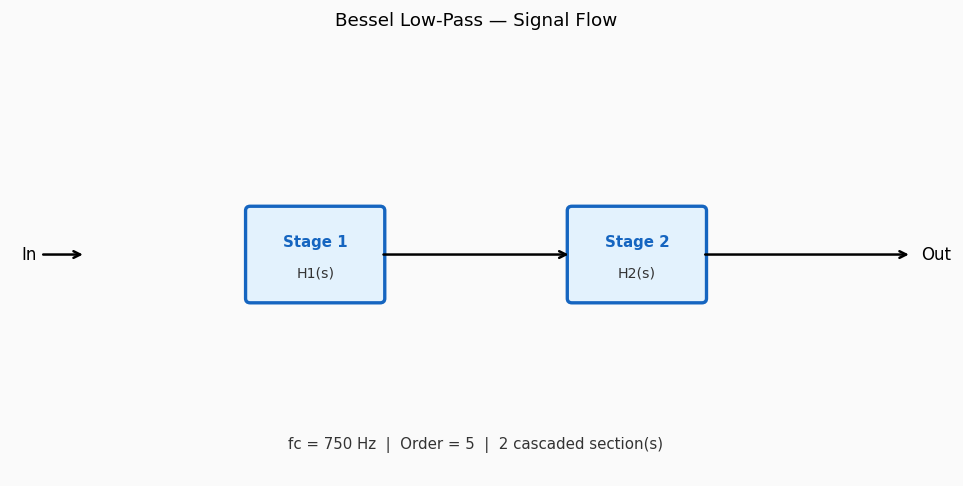 Bessel Low-Pass — Signal Flow
In
Stage 1
H1(s)
Stage 2
H2(s)
Out
fc = 750 Hz | Order = 5 | 2 cascaded section(s)